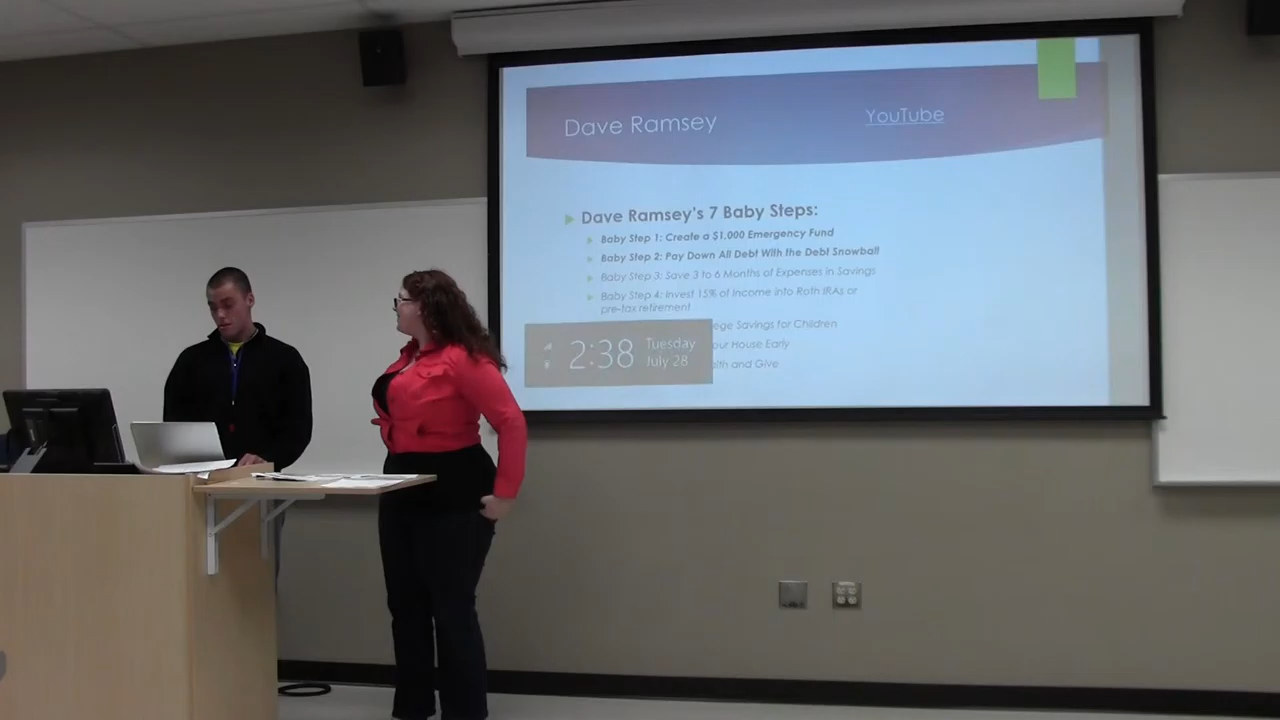 Dave Ramsey
YouTube
Dave Ramsey's 7 Baby Steps:
Baby Step 1: Create a $1,000 Emergency Fund
Baby Step 2: Pay Down All Debt With the Debt Snowball
Baby Step 3: Save 3 to 6 Months of Expenses in Savings
Baby Step 4: Invest 15% of Income into Roth IRAs or
pre-tax retirement
ege Savings for Children
our House Early
alth and Give
2:38
Tuesday
July 28